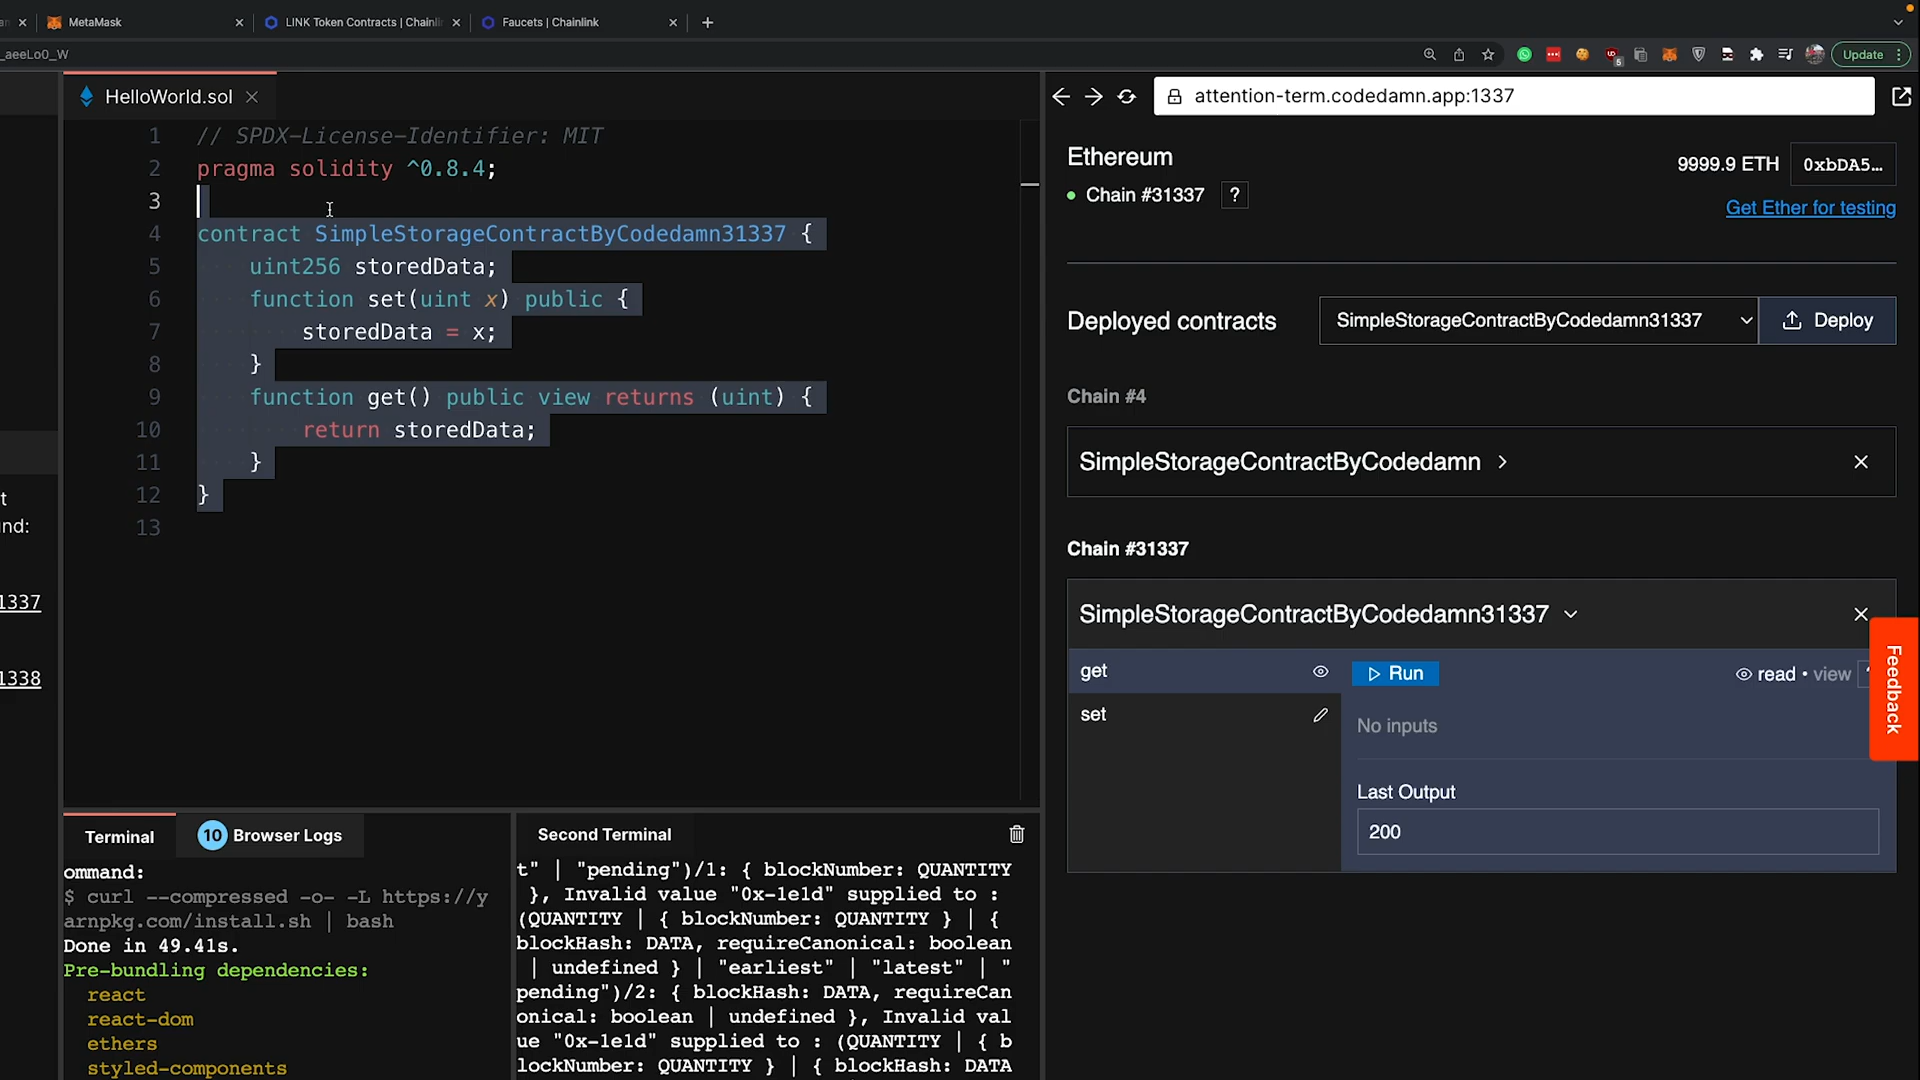 MetaMask
LINK Token Contracts | Chainli
Faucets | Chainlink
_aeeLo0_W
5
Update
HelloWorld.sol
attention-term.codedamn.app:1337
1 // SPDX-License-Identifier: MIT
2 pragma solidity ^0.8.4;
3
4 contract SimpleStorageContractByCodedamn31337 {
5 uint256 storedData;
6 function set(uint x) public {
7 storedData = x;
8 }
9 function get() public view returns (uint) {
10 return storedData;
11 }
12 }
13
t
nd:
1337
1338
Ethereum
Chain #31337 ?
9999.9 ETH
0xbDA5...
Get Ether for testing
Deployed contracts
SimpleStorageContractByCodedamn31337
Deploy
Chain #4
SimpleStorageContractByCodedamn
Chain #31337
SimpleStorageContractByCodedamn31337
get
set
Run
read • view
No inputs
Last Output
200
Feedback
Terminal
10 Browser Logs
ommand:
$ curl --compressed -o- -L https://y
arnpkg.com/install.sh | bash
Done in 49.41s.
Pre-bundling dependencies:
react
react-dom
ethers
styled-components
Second Terminal
t" | "pending")/1: { blockNumber: QUANTITY
}, Invalid value "0x-1e1d" supplied to :
(QUANTITY | { blockNumber: QUANTITY } | {
blockHash: DATA, requireCanonical: boolean
| undefined } | "earliest" | "latest" | "
pending")/2: { blockHash: DATA, requireCan
onical: boolean | undefined }, Invalid val
ue "0x-1e1d" supplied to : (QUANTITY | { b
lockNumber: QUANTITY } | { blockHash: DATA